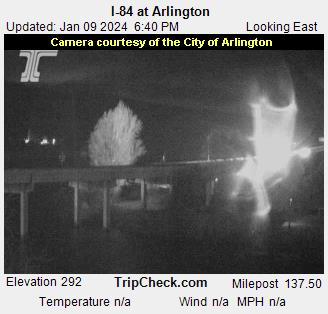 I-84 at Arlington
Updated: Jan 09 2024 6:40 PM Looking East
Camera courtesy of the City of Arlington
Elevation 292 TripCheck.com Milepost 137.50
Temperature n/a Wind n/a MPH n/a